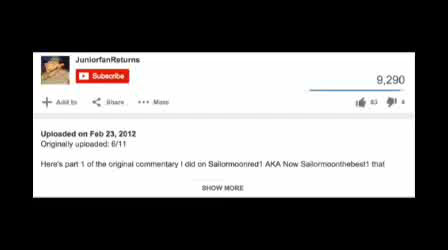 JuniorfanReturns
Subscribe
9,290
Add to Share More 83
Uploaded on Feb 23, 2012
Originally uploaded: 6/11
Here's part 1 of the original commentary I did on Sailormoonred1 AKA Now Sailormoonthebest1 that
SHOW MORE